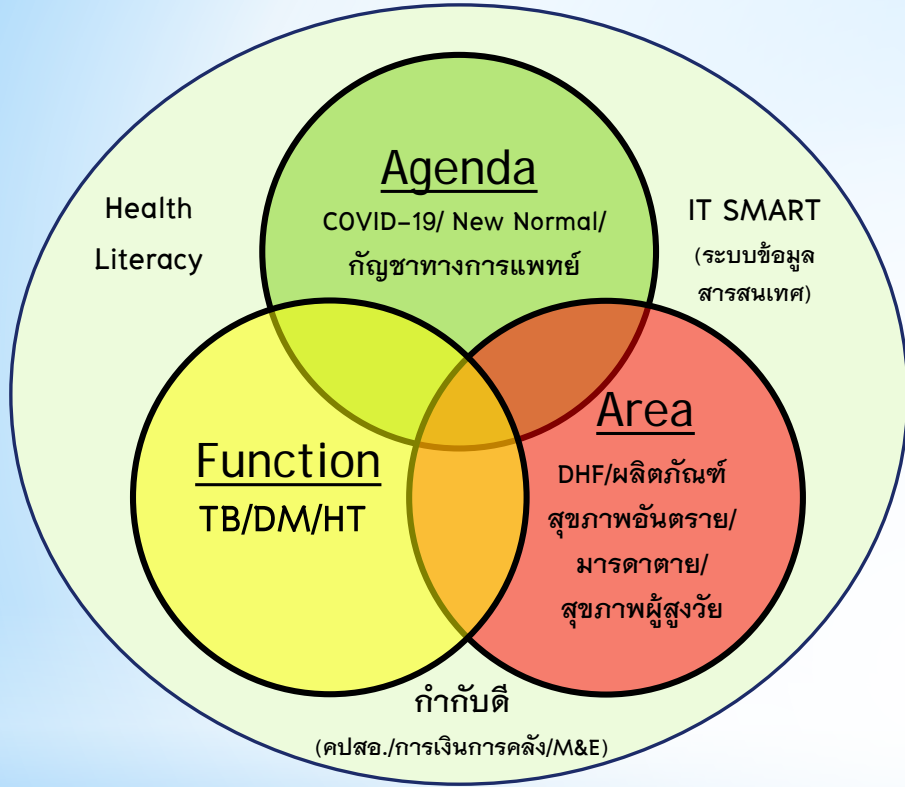 Agenda
COVID-19/ New Normal/
กัญชาทางการแพทย์
Health
Literacy
IT SMART
(ระบบข้อมูล
สารสนเทศ)
Function
TB/DM/HT
Area
DHF/ผลิตภัณฑ์
สุขภาพอันตราย/
มารดาตาย/
สุขภาพผู้สูงวัย
กำกับดี
(คปสอ./การเงินการคลัง/M&E)